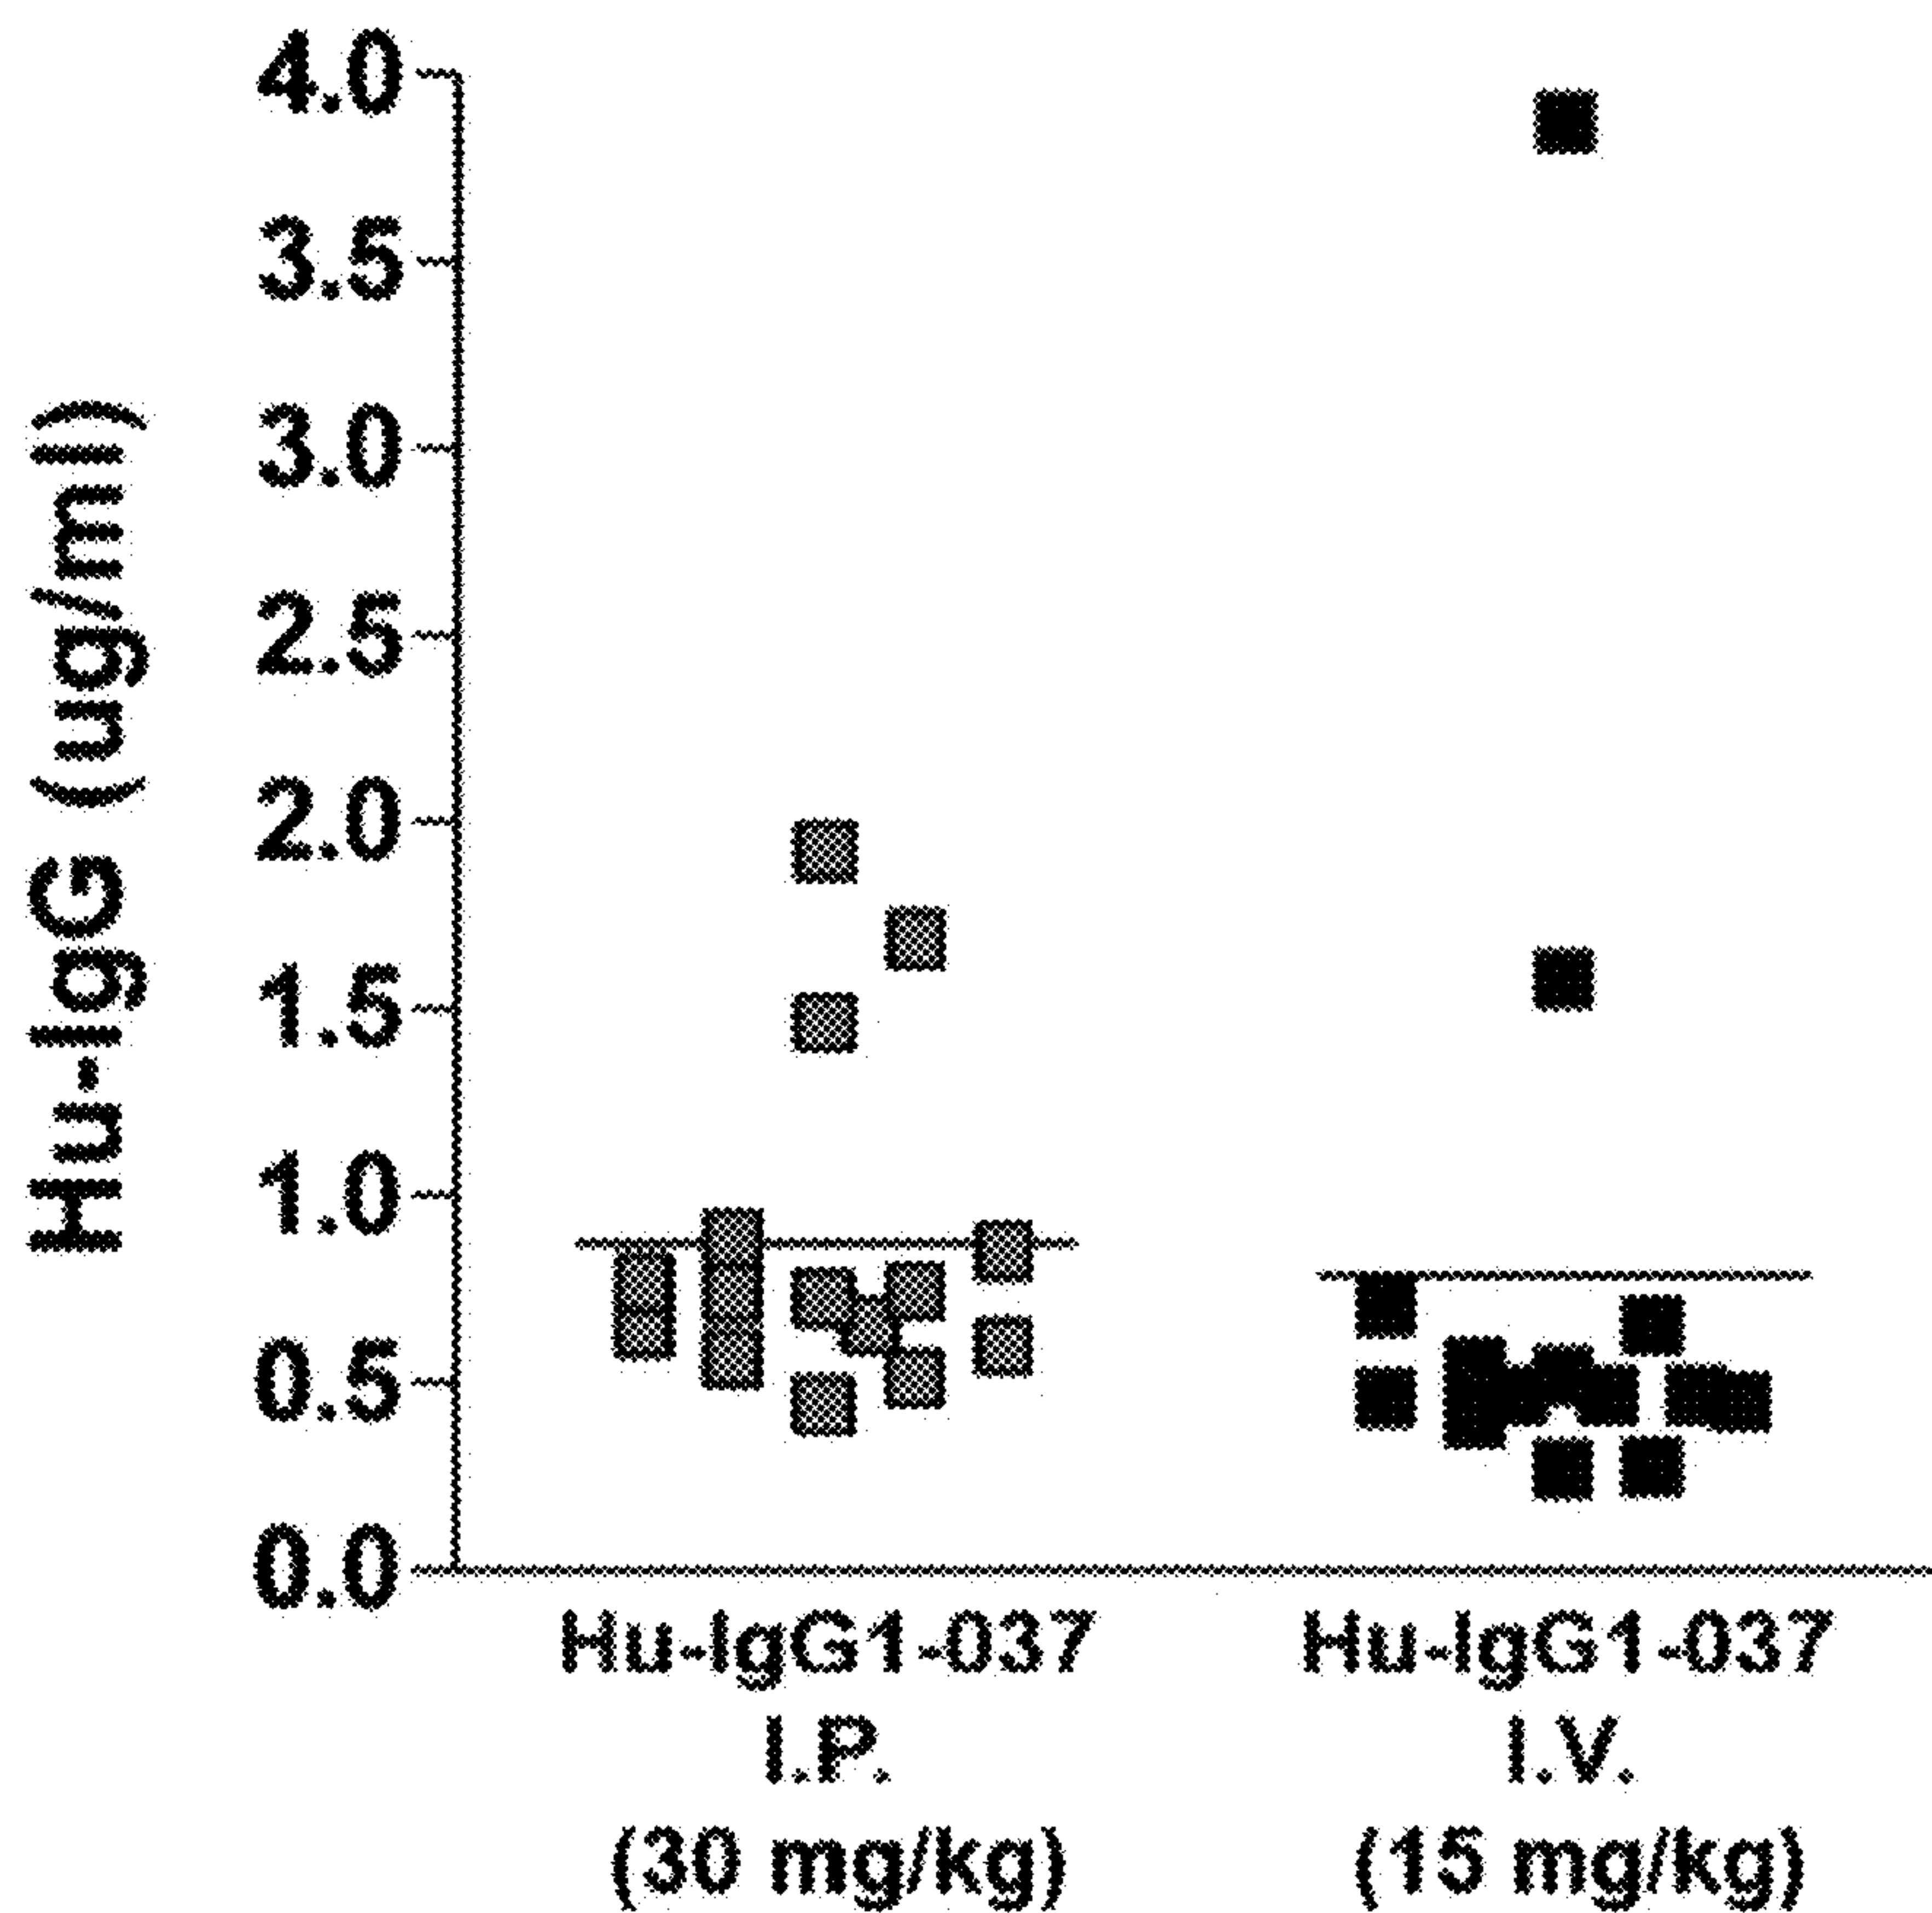 Hu-IgG (ug/ml)
4.0
3.5
3.0
2.5
2.0
1.5
1.0
0.5
0.0
Hu-IgG1-037
I.P.
(30 mg/kg)
Hu-IgG1-037
I.V.
(15 mg/kg)